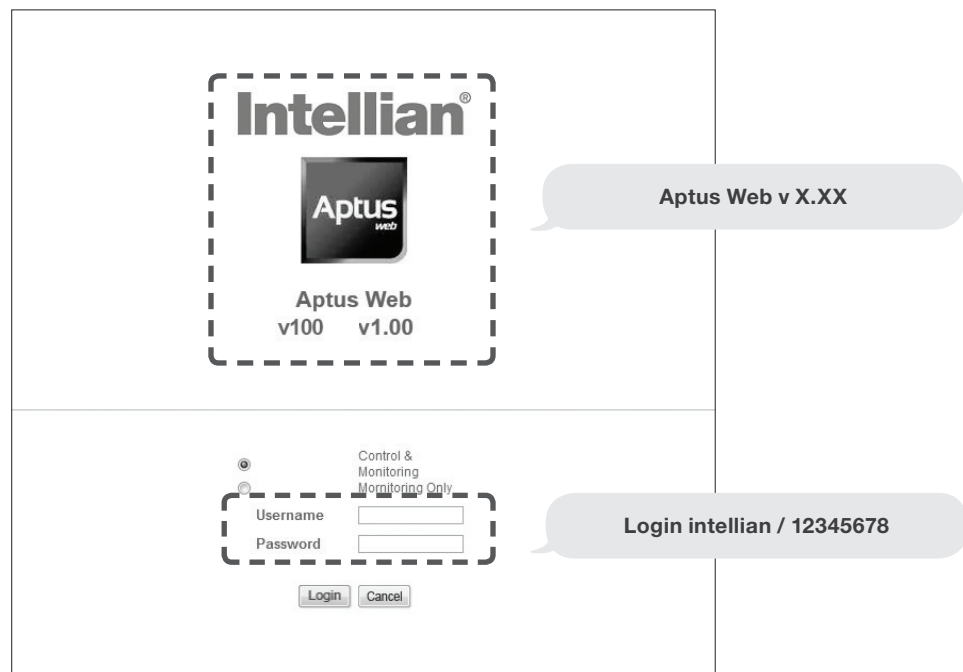 Intellian®
Aptus
web
Aptus Web
v100 v1.00
Aptus Web v X.XX
Control &
Monitoring
Mornitoring Only
Username
Password
Login intellian / 12345678
Login Cancel